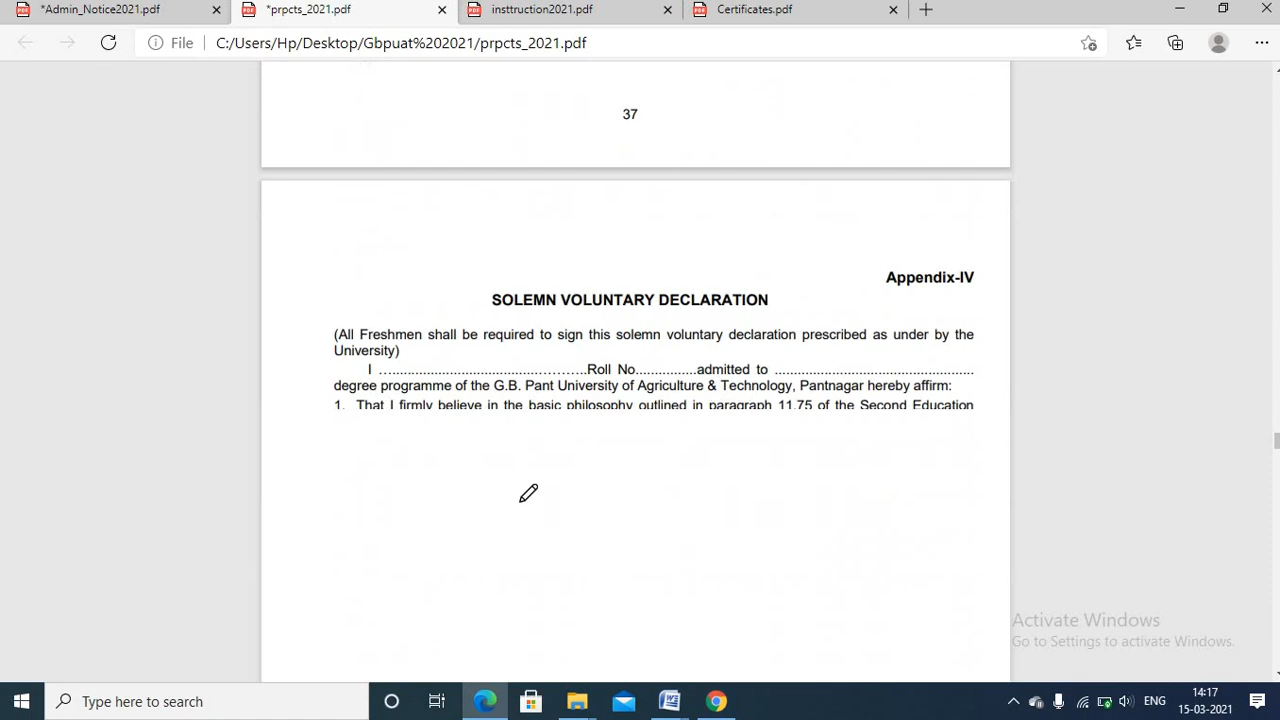 *Admin_Notice2021.pdf
*prpcts_2021.pdf
insttruction2021.pdf
Certificates.pdf
File
C:/Users/Hp/Desktop/Gbpuat%202021/prpcts_2021.pdf
37
Appendix-IV
SOLEMN VOLUNTARY DECLARATION
(All Freshmen shall be required to sign this solemn voluntary declaration prescribed as under by the
University)
I …......................................………..Roll No................admitted to ....................................................
degree programme of the G.B. Pant University of Agriculture & Technology, Pantnagar hereby affirm:
1. That I firmly believe in the basic philosophy outlined in paragraph 11.75 of the Second Education
Activate Windows
Go to Settings to activate Windows.
Type here to search
ENG
14:17
15-03-2021